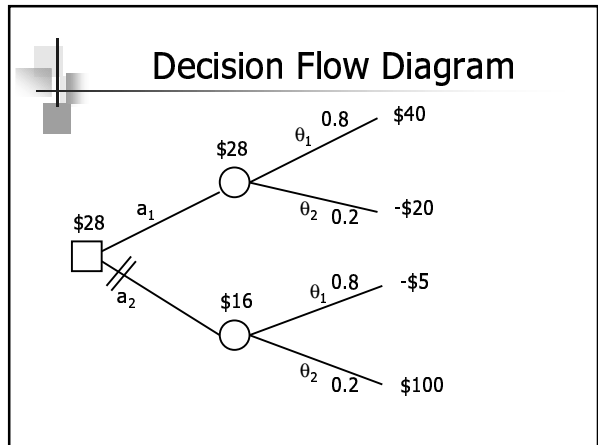 Decision Flow Diagram
0.8 $40
θ1
$28
a1
θ2 0.2 -$20
$28
a2
$16
θ1 0.8 -$5
θ2 0.2 $100